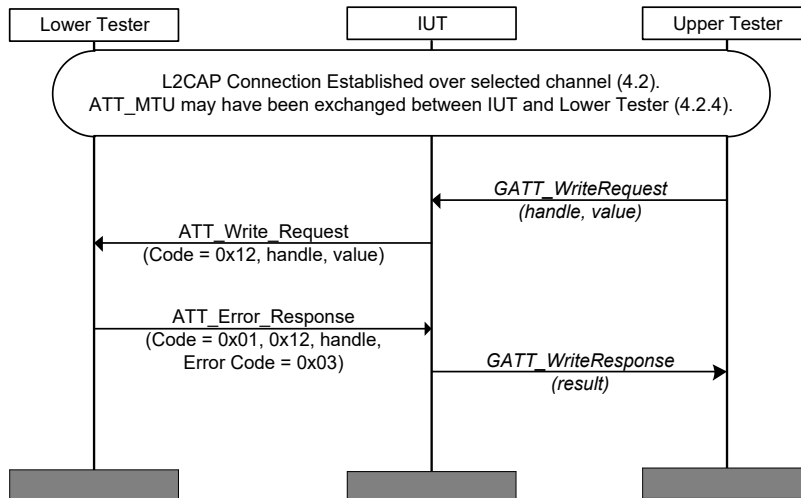 Lower Tester
IUT
Upper Tester
L2CAP Connection Established over selected channel (4.2).
ATT_MTU may have been exchanged between IUT and Lower Tester (4.2.4).
GATT_WriteRequest
(handle, value)
ATT_Write_Request
(Code = 0x12, handle, value)
ATT_Error_Response
(Code = 0x01, 0x12, handle,
Error Code = 0x03)
GATT_WriteResponse
(result)